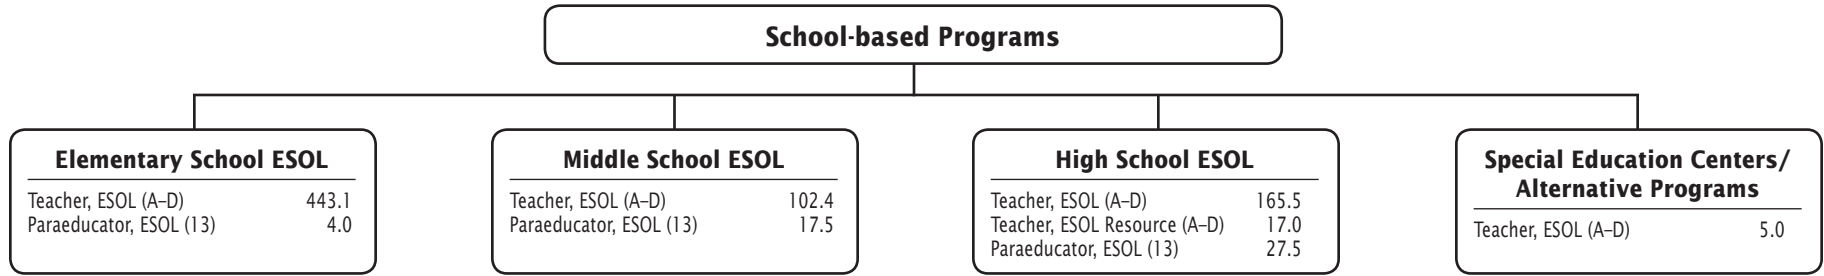 School-based Programs
Elementary School ESOL
Teacher, ESOL (A–D) 443.1
Paraeducator, ESOL (13) 4.0
Middle School ESOL
Teacher, ESOL (A–D) 102.4
Paraeducator, ESOL (13) 17.5
High School ESOL
Teacher, ESOL (A–D) 165.5
Teacher, ESOL Resource (A–D) 17.0
Paraeducator, ESOL (13) 27.5
Special Education Centers/
Alternative Programs
Teacher, ESOL (A–D) 5.0